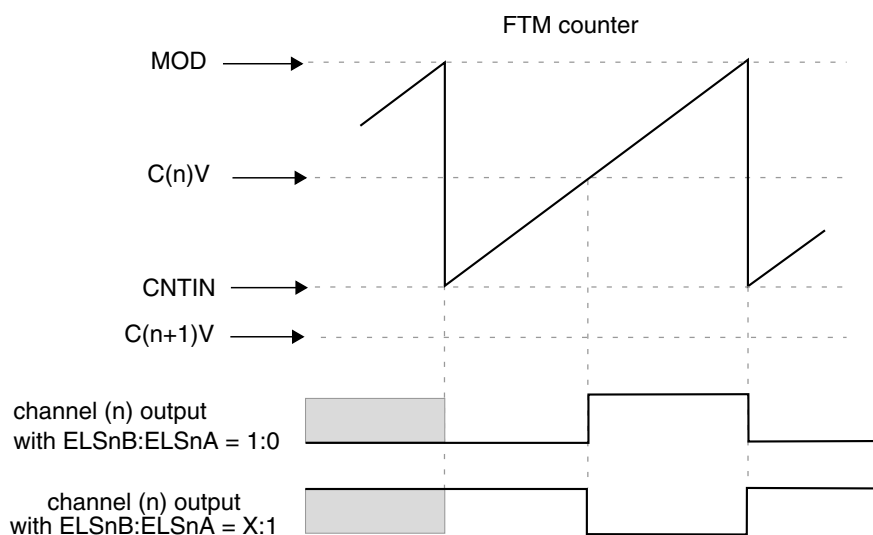 FTM counter
MOD
C(n)V
CNTIN
C(n+1)V
channel (n) output
with ELSnB:ELSnA = 1:0
channel (n) output
with ELSnB:ELSnA = X:1